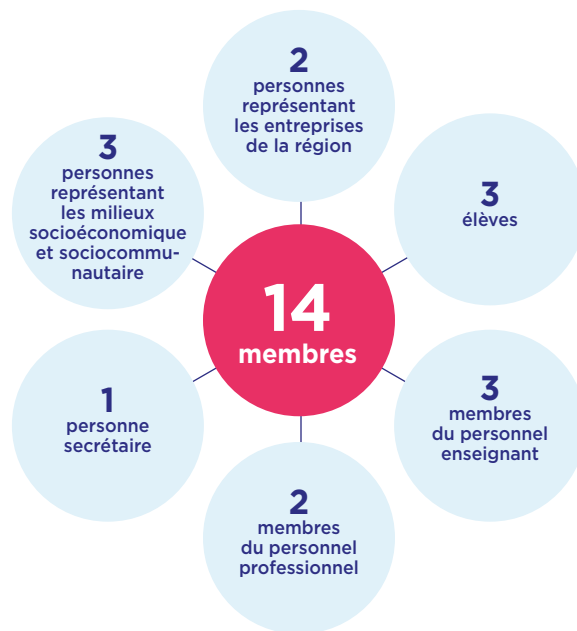 2
personnes
représentant
les entreprises
de la région
3
élèves
3
membres
du personnel
enseignant
2
membres
du personnel
professionnel
1
personne
secrétaire
3
personnes
représentant
les milieux
socioéconomique
et sociocommu-
nautaire
14
membres